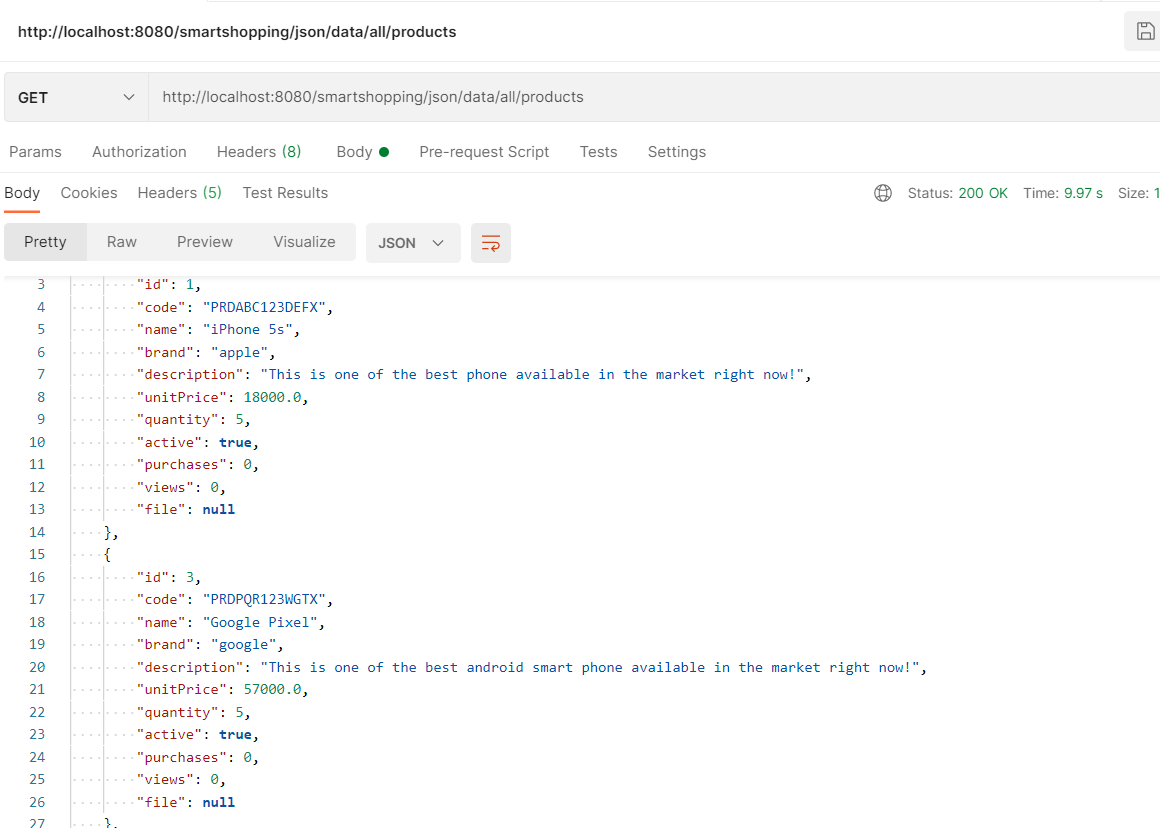 http://localhost:8080/smartshopping/json/data/all/products
GET http://localhost:8080/smartshopping/json/data/all/products
Params Authorization Headers (8) Body Pre-request Script Tests Settings
Body Cookies Headers (5) Test Results Status: 200 OK Time: 9.97 s Size: 1
Pretty Raw Preview Visualize JSON
3 "id": 1,
4 "code": "PRDABC123DEFX",
5 "name": "iPhone 5s",
6 "brand": "apple",
7 "description": "This is one of the best phone available in the market right now!",
8 "unitPrice": 18000.0,
9 "quantity": 5,
10 "active": true,
11 "purchases": 0,
12 "views": 0,
13 "file": null
14 },
15 {
16 "id": 3,
17 "code": "PRDPQR123WGTX",
18 "name": "Google Pixel",
19 "brand": "google",
20 "description": "This is one of the best android smart phone available in the market right now!",
21 "unitPrice": 57000.0,
22 "quantity": 5,
23 "active": true,
24 "purchases": 0,
25 "views": 0,
26 "file": null
27 },